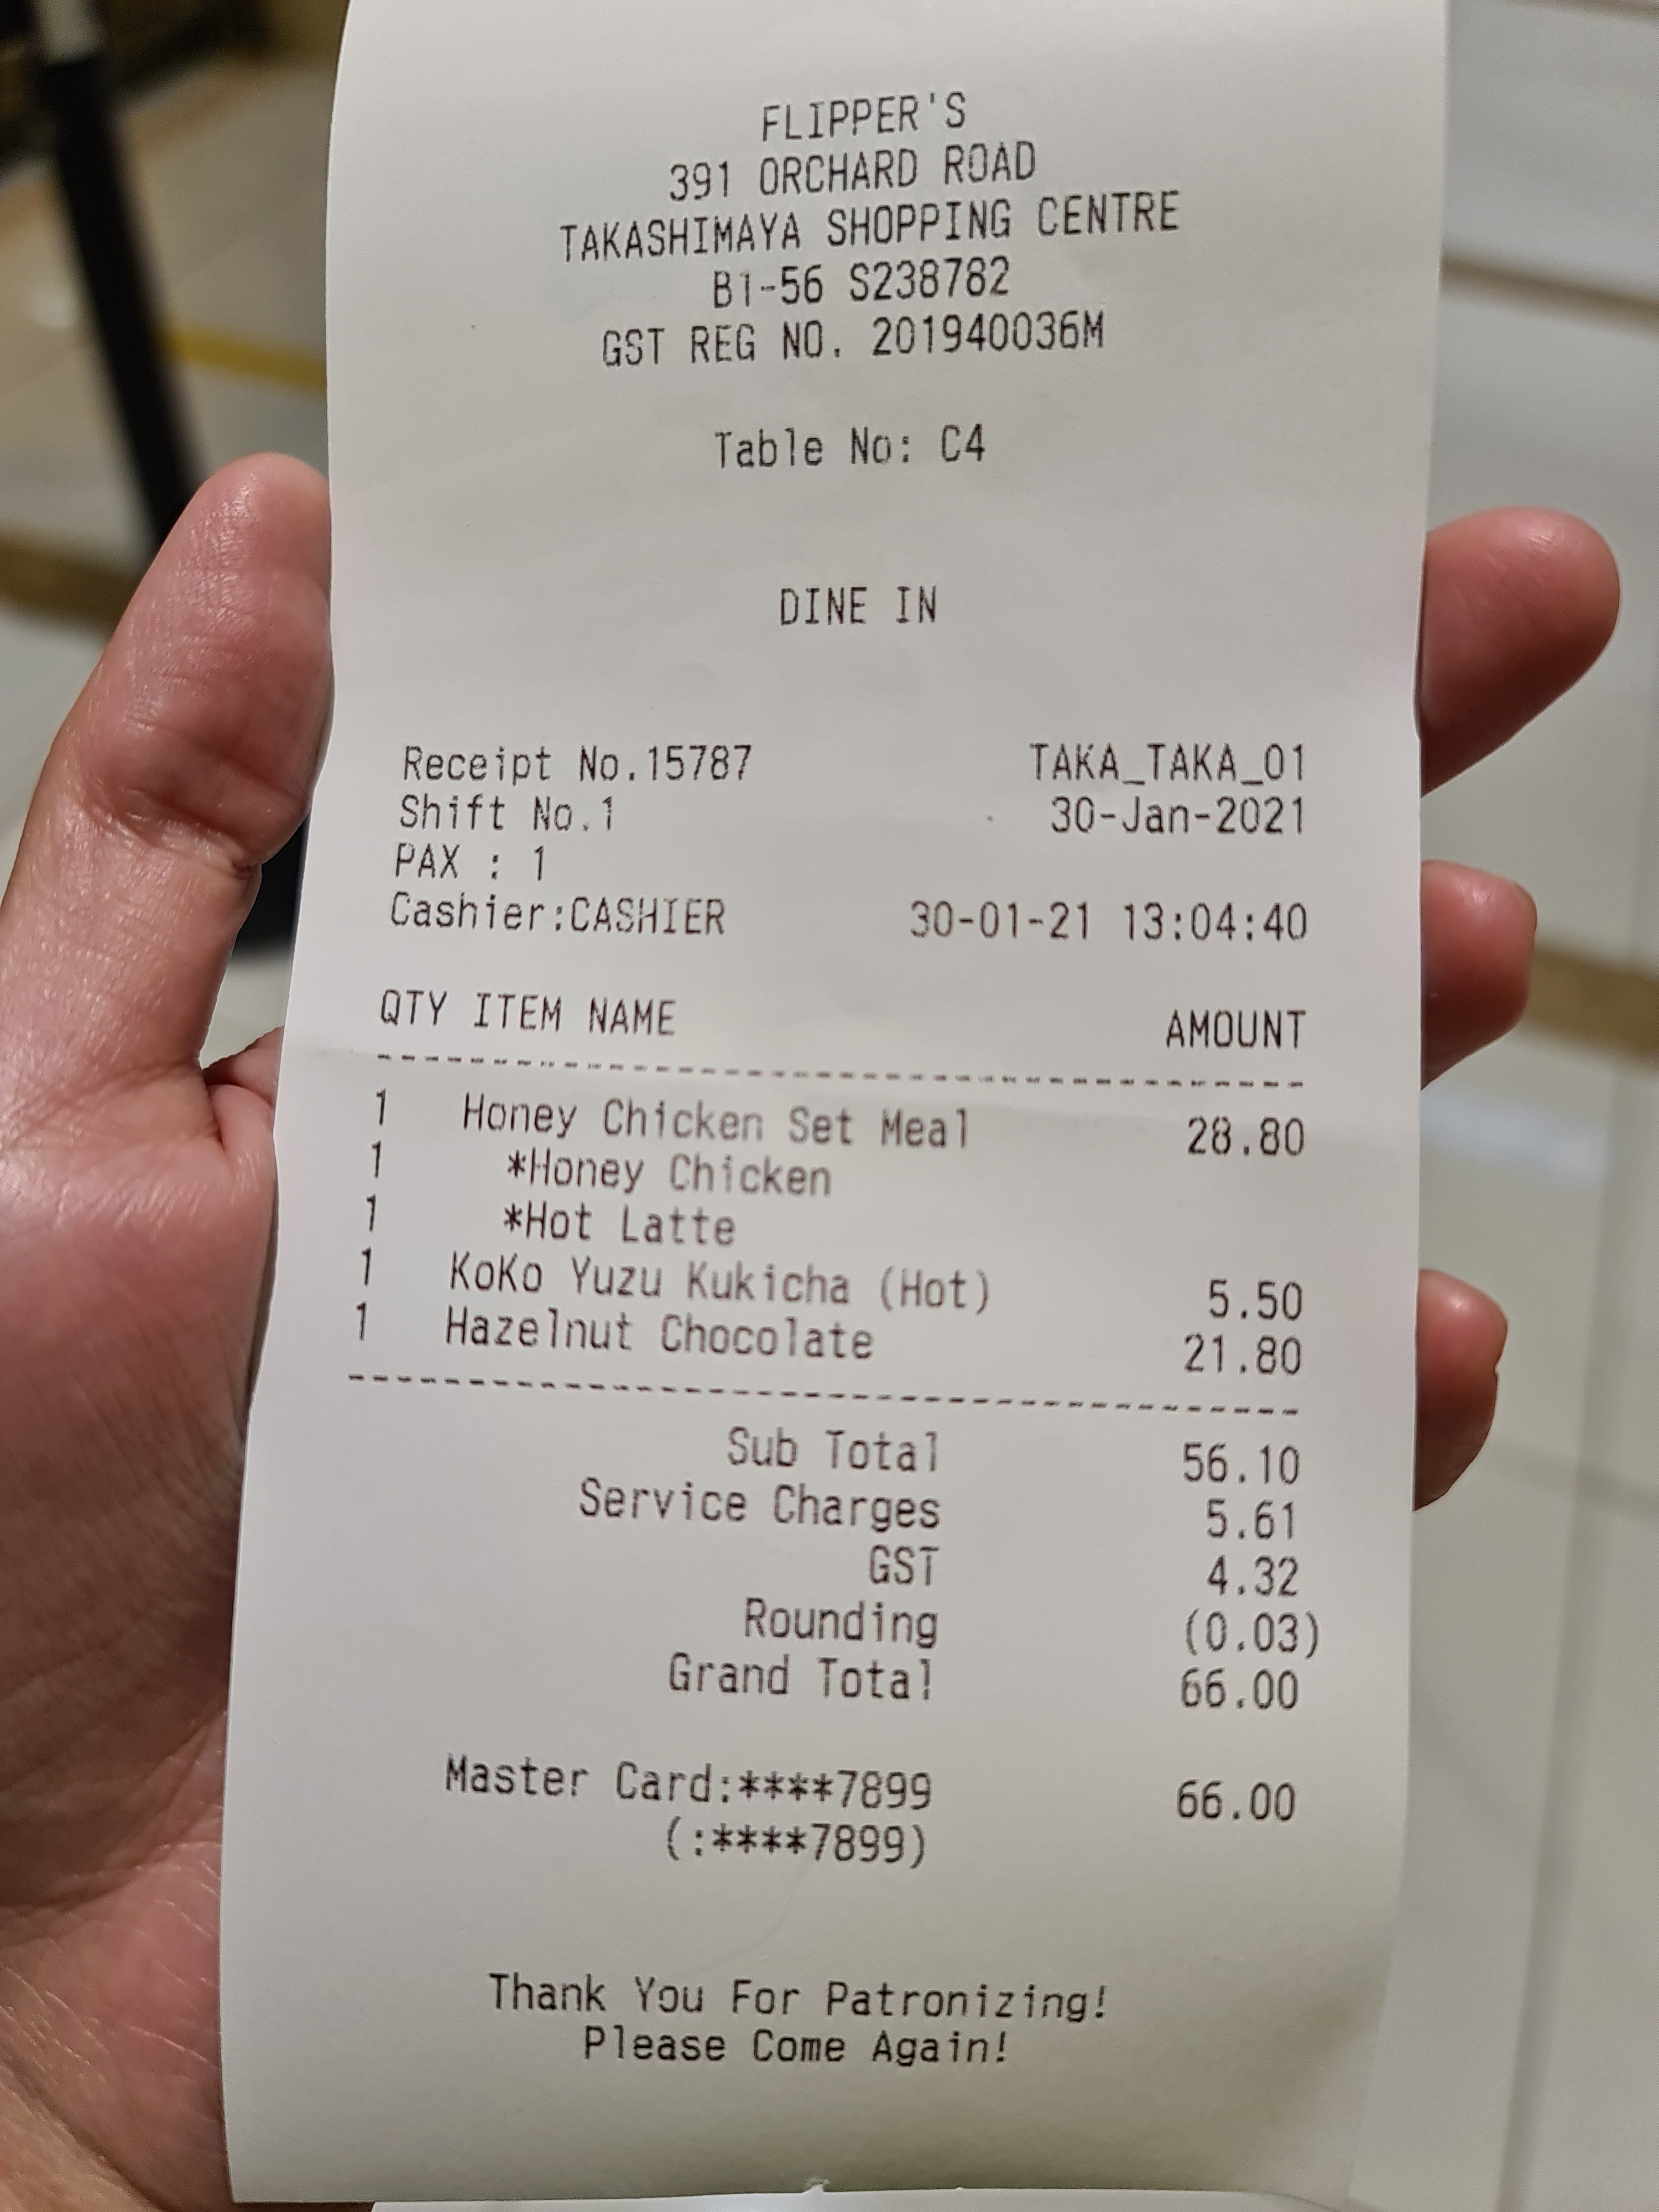 FLIPPER'S
391 ORCHARD ROAD
TAKASHIMAYA SHOPPING CENTRE
B1-56 S238782
GST REG NO. 201940036M
Table No: C4
DINE IN
Receipt No.15787 TAKA_TAKA_01
Shift No.1 30-Jan-2021
PAX : 1
Cashier:CASHIER 30-01-21 13:04:40
QTY ITEM NAME AMOUNT
1 Honey Chicken Set Meal 28.80
1 *Honey Chicken
1 *Hot Latte
1 KoKo Yuzu Kukicha (Hot) 5.50
1 Hazelnut Chocolate 21.80
Sub Total 56.10
Service Charges 5.61
GST 4.32
Rounding (0.03)
Grand Total 66.00
Master Card:****7899 66.00
(:****7899)
Thank You For Patronizing!
Please Come Again!